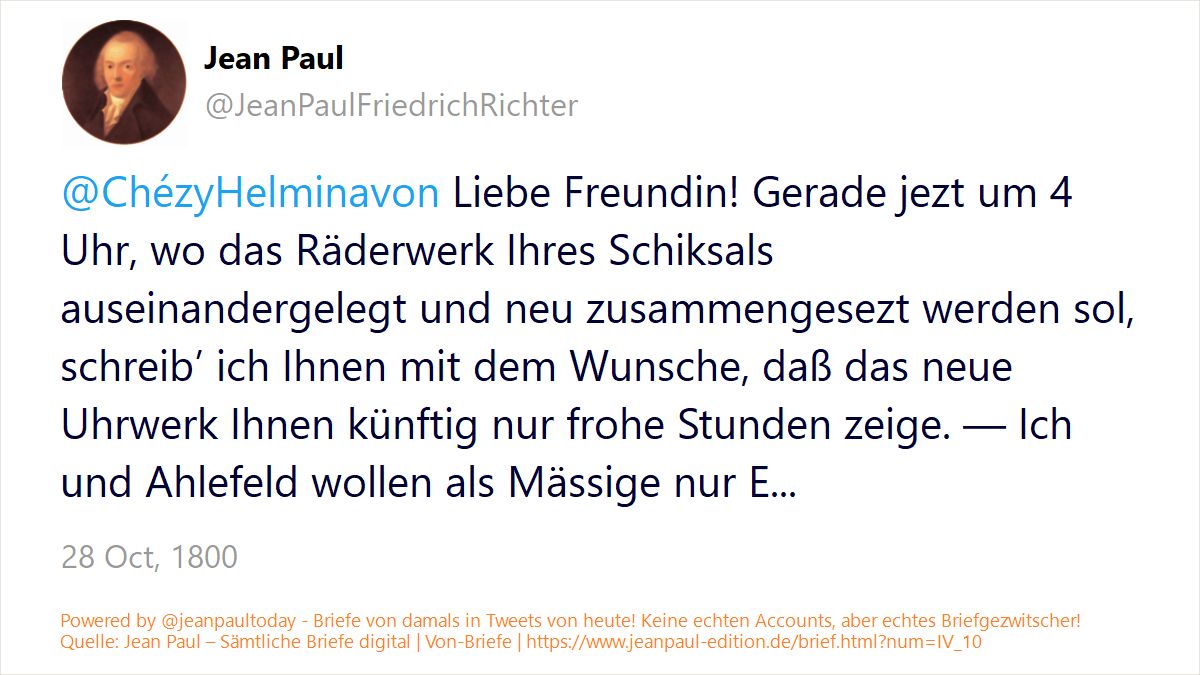 Jean Paul
@JeanPaulFriedrichRichter
@ChézyHelminavon Liebe Freundin! Gerade jezt um 4
Uhr, wo das Räderwerk Ihres Schiksals
auseinandergelegt und neu zusammengesezt werden sol,
schreib’ ich Ihnen mit dem Wunsche, daß das neue
Uhrwerk Ihnen künftig nur frohe Stunden zeige. — Ich
und Ahlefeld wollen als Mässige nur E...
28 Oct, 1800
Powered by @jeanpaultoday - Briefe von damals in Tweets von heute! Keine echten Accounts, aber echtes Briefgezwitscher!
Quelle: Jean Paul – Sämtliche Briefe digital | Von-Briefe | https://www.jeanpaul-edition.de/brief.html?num=IV_10